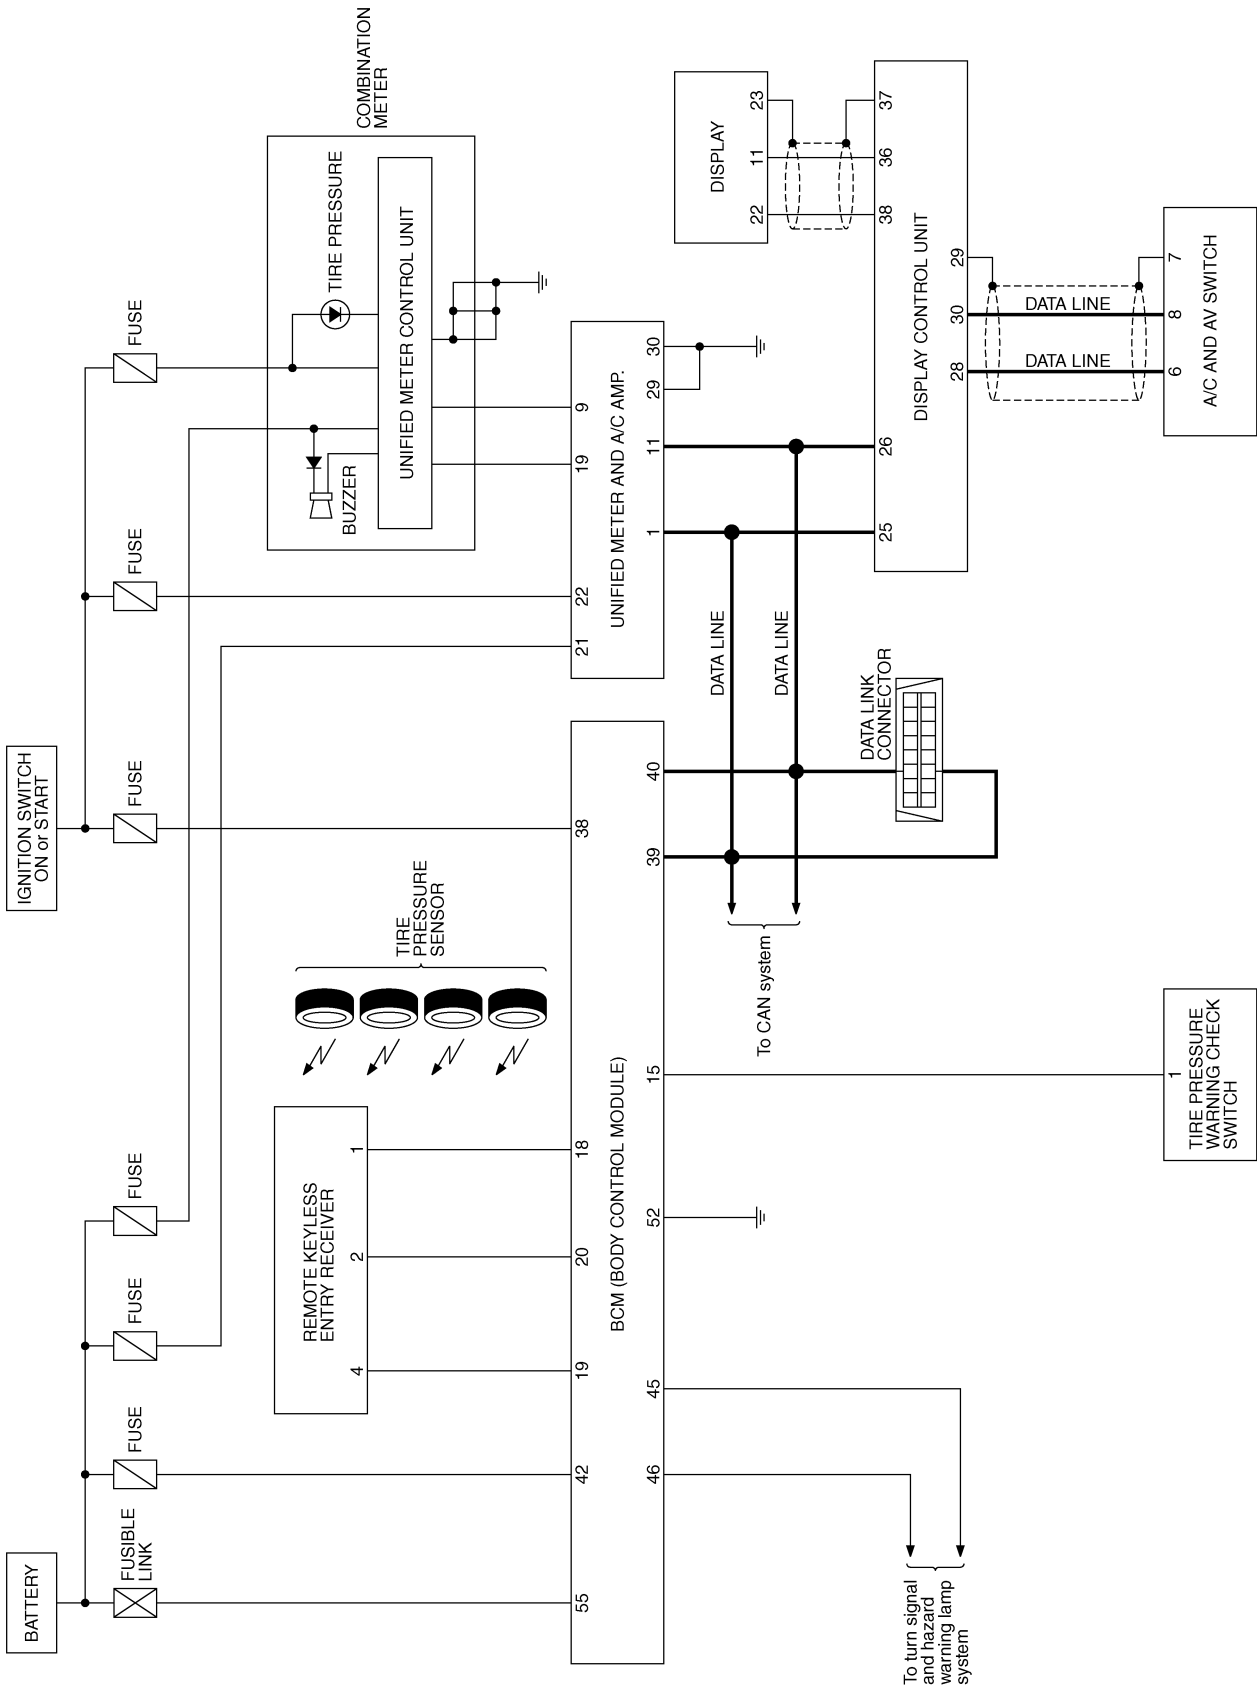 BATTERY
IGNITION SWITCH
ON or START
FUSIBLE
LINK
FUSE
FUSE
FUSE
FUSE
FUSE
FUSE
COMBINATION
METER
TIRE PRESSURE
BUZZER
UNIFIED METER CONTROL UNIT
REMOTE KEYLESS
ENTRY RECEIVER
4
2
1
TIRE
PRESSURE
SENSOR
55
42
19
20
18
38
BCM (BODY CONTROL MODULE)
46
45
52
15
39
40
21
22
19
9
UNIFIED METER AND A/C AMP.
1
11
29
30
DISPLAY
22
11
23
DATA LINE
DATA LINE
To CAN system
DATA LINK
CONNECTOR
25
26
38
36
37
DISPLAY CONTROL UNIT
28
30
29
DATA LINE
DATA LINE
6
8
7
A/C AND AV SWITCH
To turn signal
and hazard
warning lamp
system
1
TIRE PRESSURE
WARNING CHECK
SWITCH